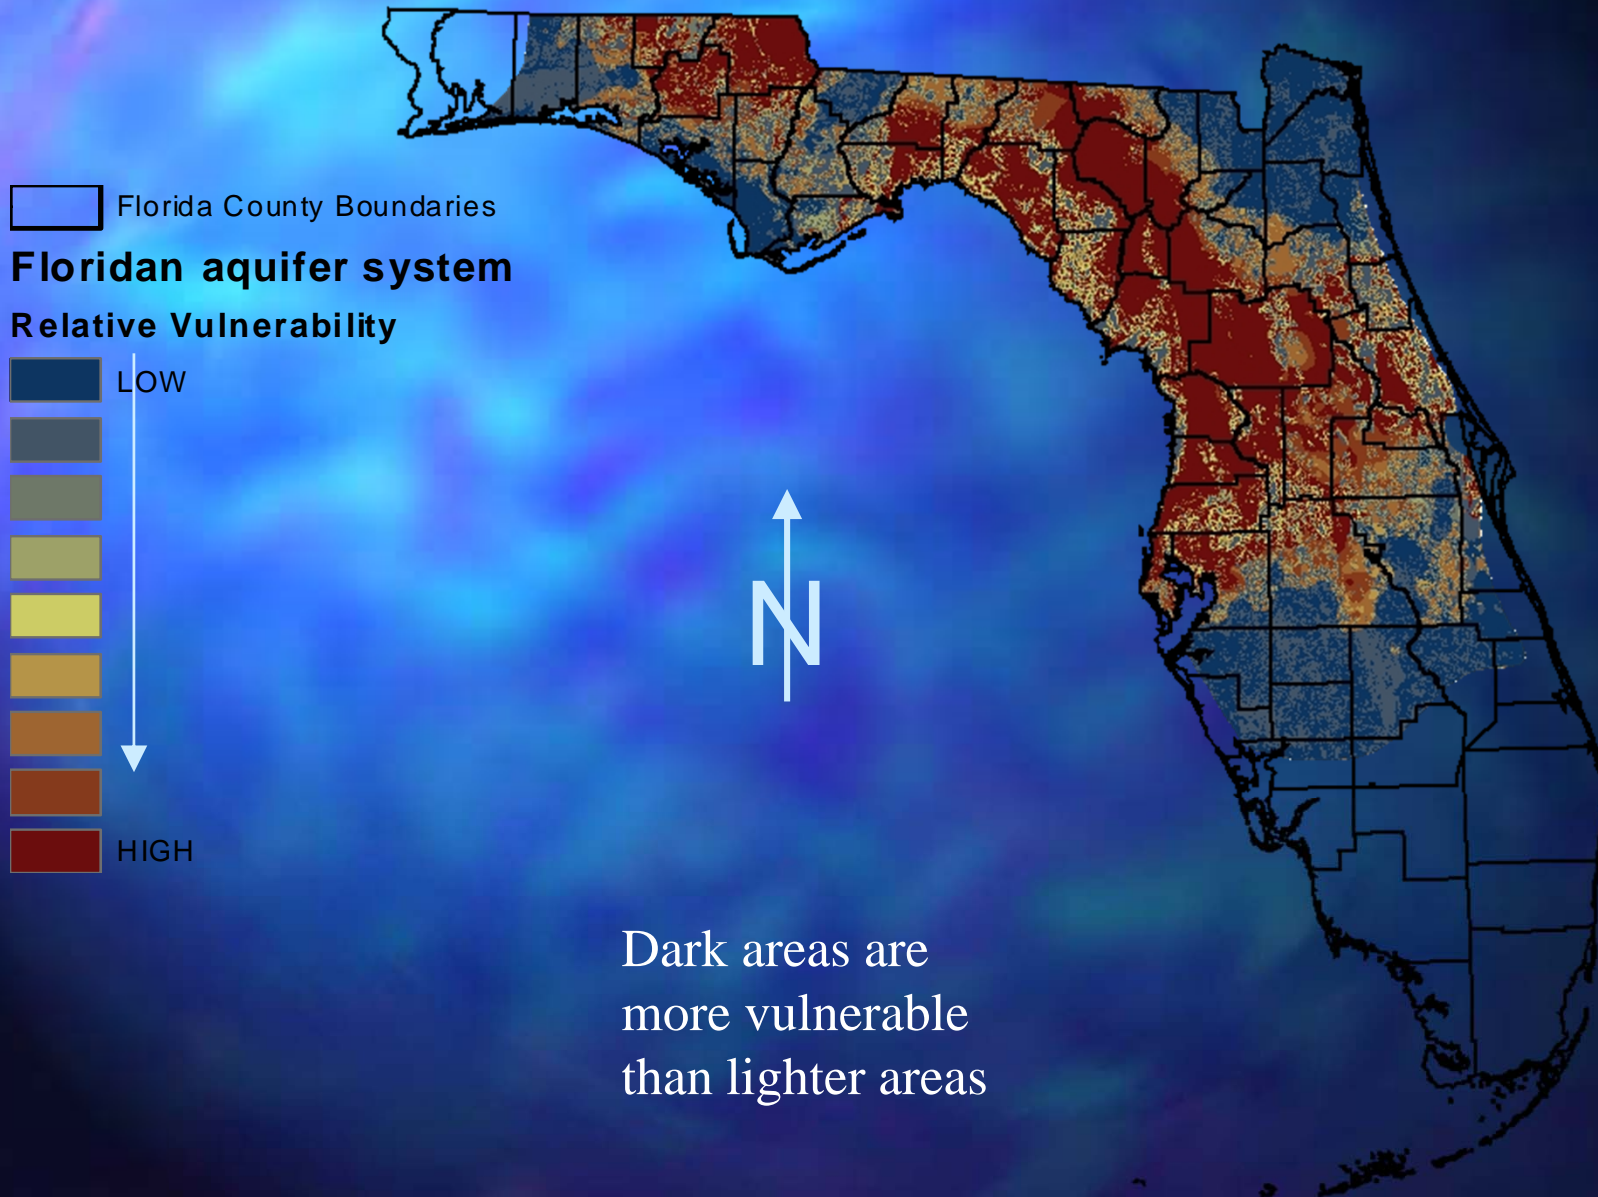 Florida County Boundaries
Floridan aquifer system
Relative Vulnerability
LOW
HIGH
N
Dark areas are
more vulnerable
than lighter areas